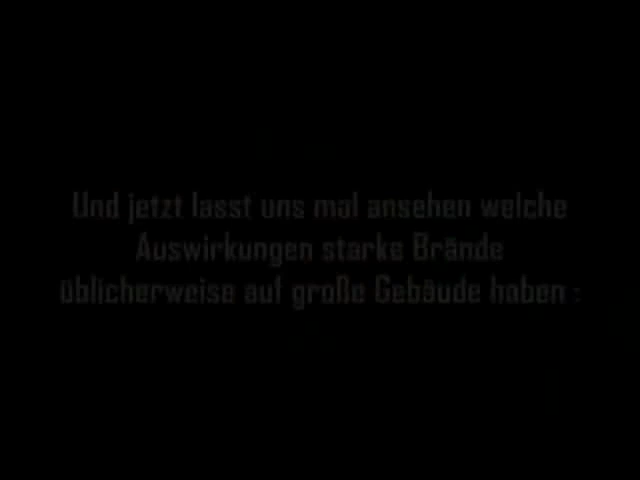 Und jetzt lasst uns mal ansehen welche
Auswirkungen starke Brände
üblicherweise auf große Gebäude haben :